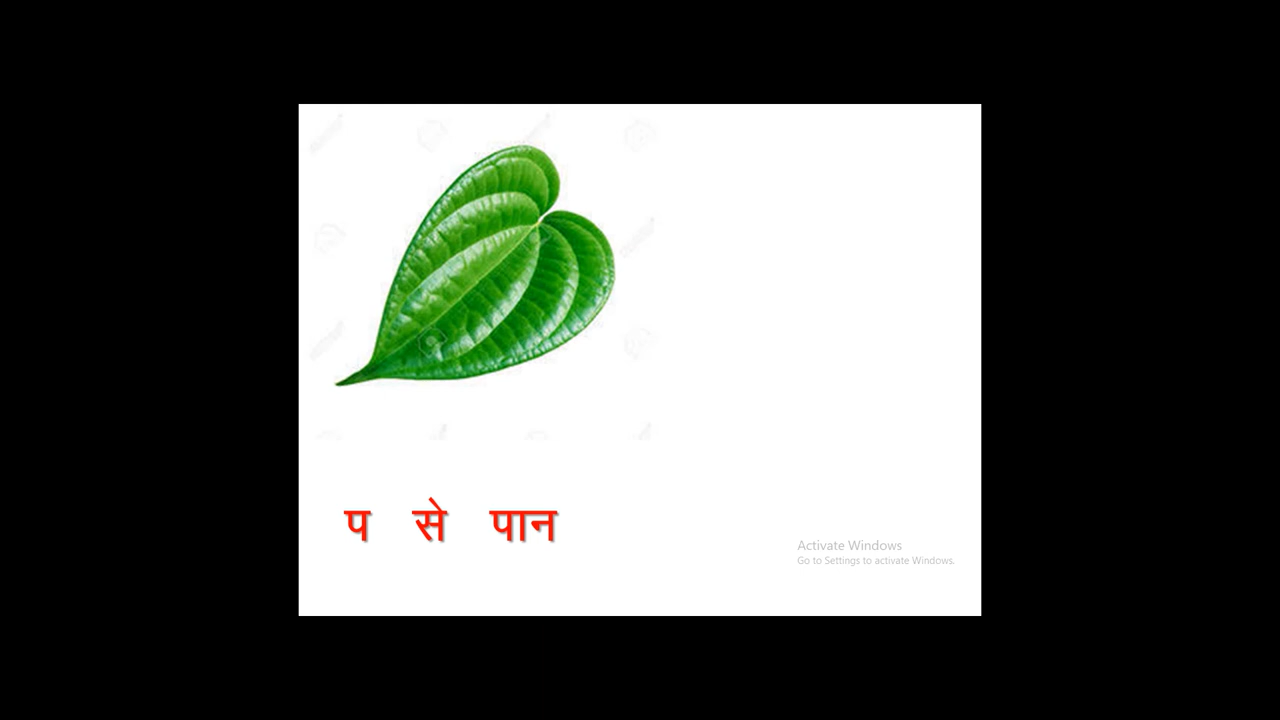 प से पान
Activate Windows
Go to Settings to activate Windows.